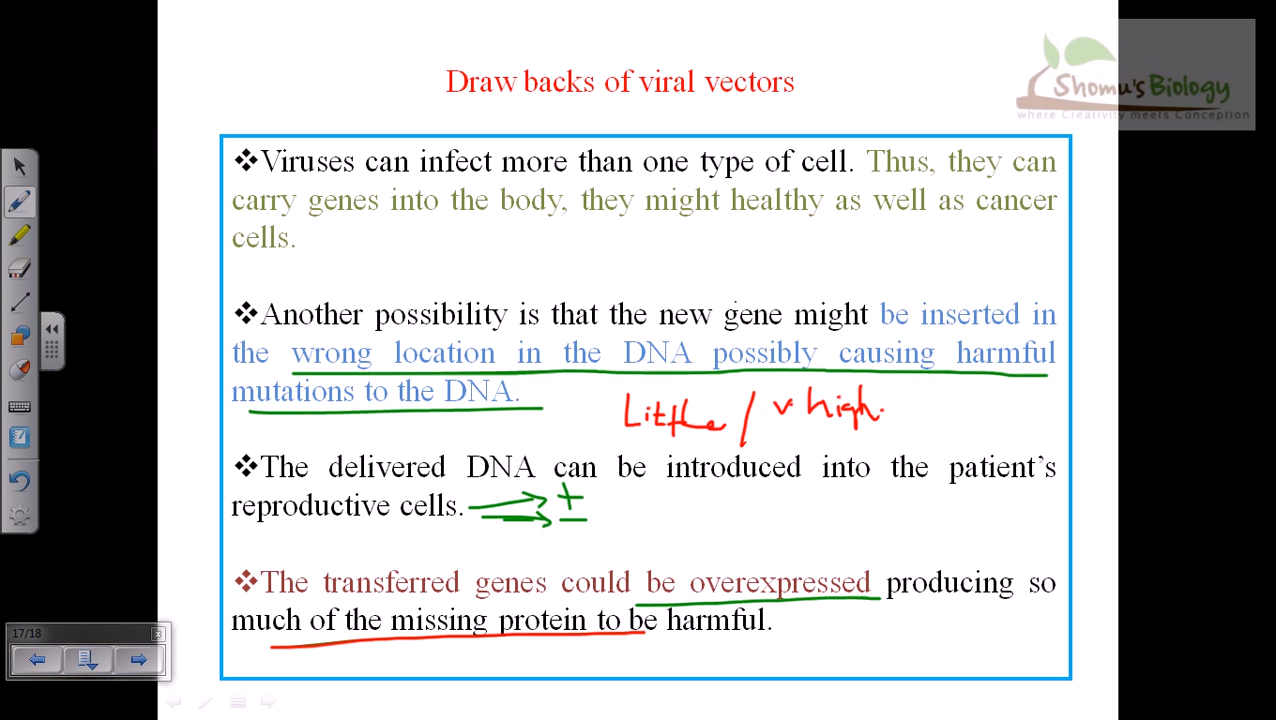 Draw backs of viral vectors
Shomu's Biology
where Creativity meets Conception
❖Viruses can infect more than one type of cell. Thus, they can
carry genes into the body, they might healthy as well as cancer
cells.
❖Another possibility is that the new gene might be inserted in
the wrong location in the DNA possibly causing harmful
mutations to the DNA.
Little / v high.
❖The delivered DNA can be introduced into the patient's
reproductive cells. +
−
❖The transferred genes could be overexpressed producing so
much of the missing protein to be harmful.
17/18